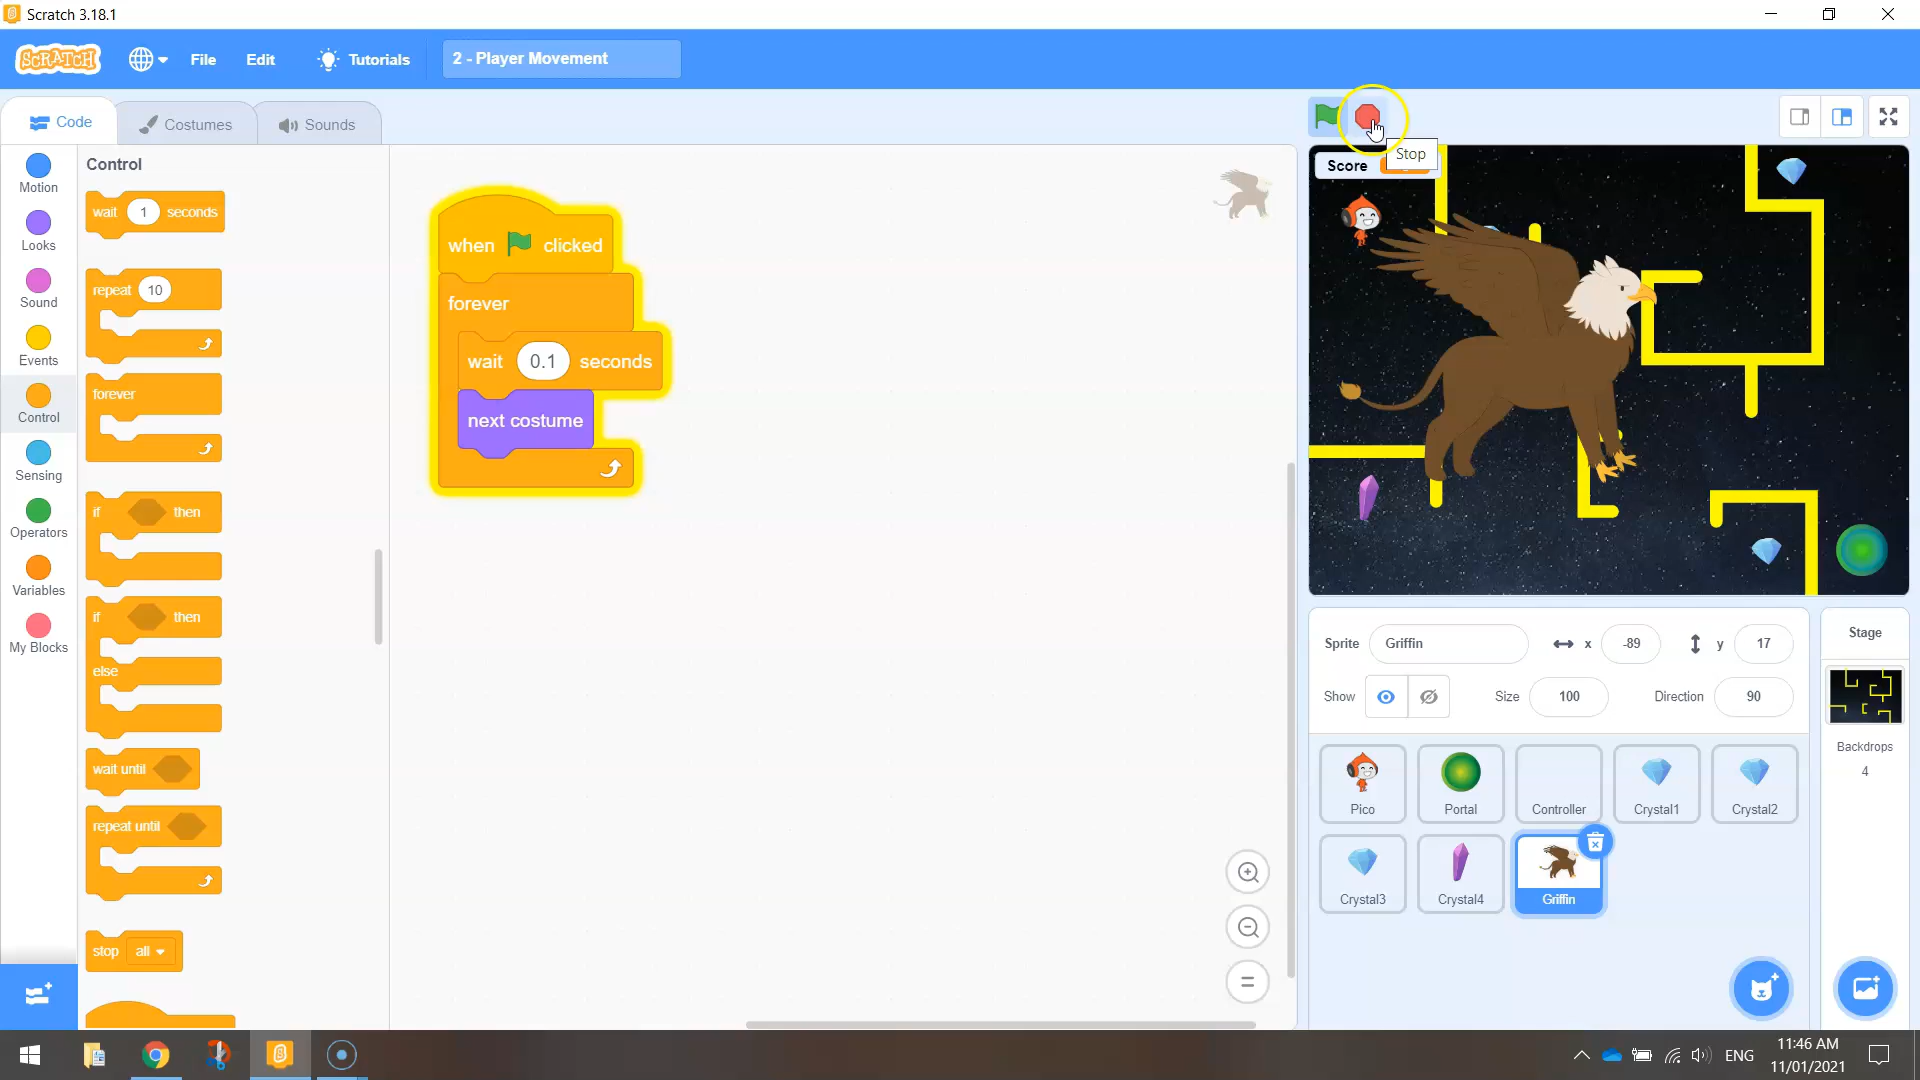 Scratch 3.18.1
SCRATCH
File
Edit
Tutorials
2 - Player Movement
Code
Costumes
Sounds
Stop
Motion
Looks
Sound
Events
Control
Sensing
Operators
Variables
My Blocks
Control
wait 1 seconds
repeat 10
forever
if then
if then
else
wait until
repeat until
stop all
when clicked
forever
wait 0.1 seconds
next costume
Score
Sprite Griffin x -89 y 17
Show Size 100 Direction 90
Pico
Portal
Controller
Crystal1
Crystal2
Crystal3
Crystal4
Griffin
Stage
Backdrops
4
ENG
11:46 AM
11/01/2021